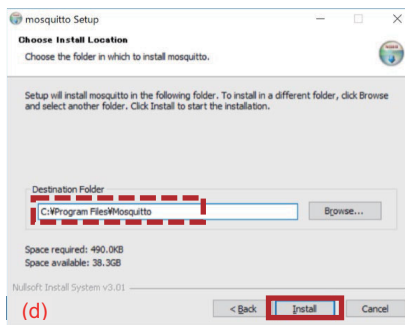 mosquitto Setup
Choose Install Location
Choose the folder in which to install mosquitto.
Setup will install mosquitto in the following folder. To install in a different folder, click Browse
and select another folder. Click Install to start the installation.
Destination Folder
C:¥Program Files¥Mosquitto
Browse...
Space required: 490.0KB
Space available: 38.3GB
Nullsoft Install System v3.01
(d)
< Back
Install
Cancel